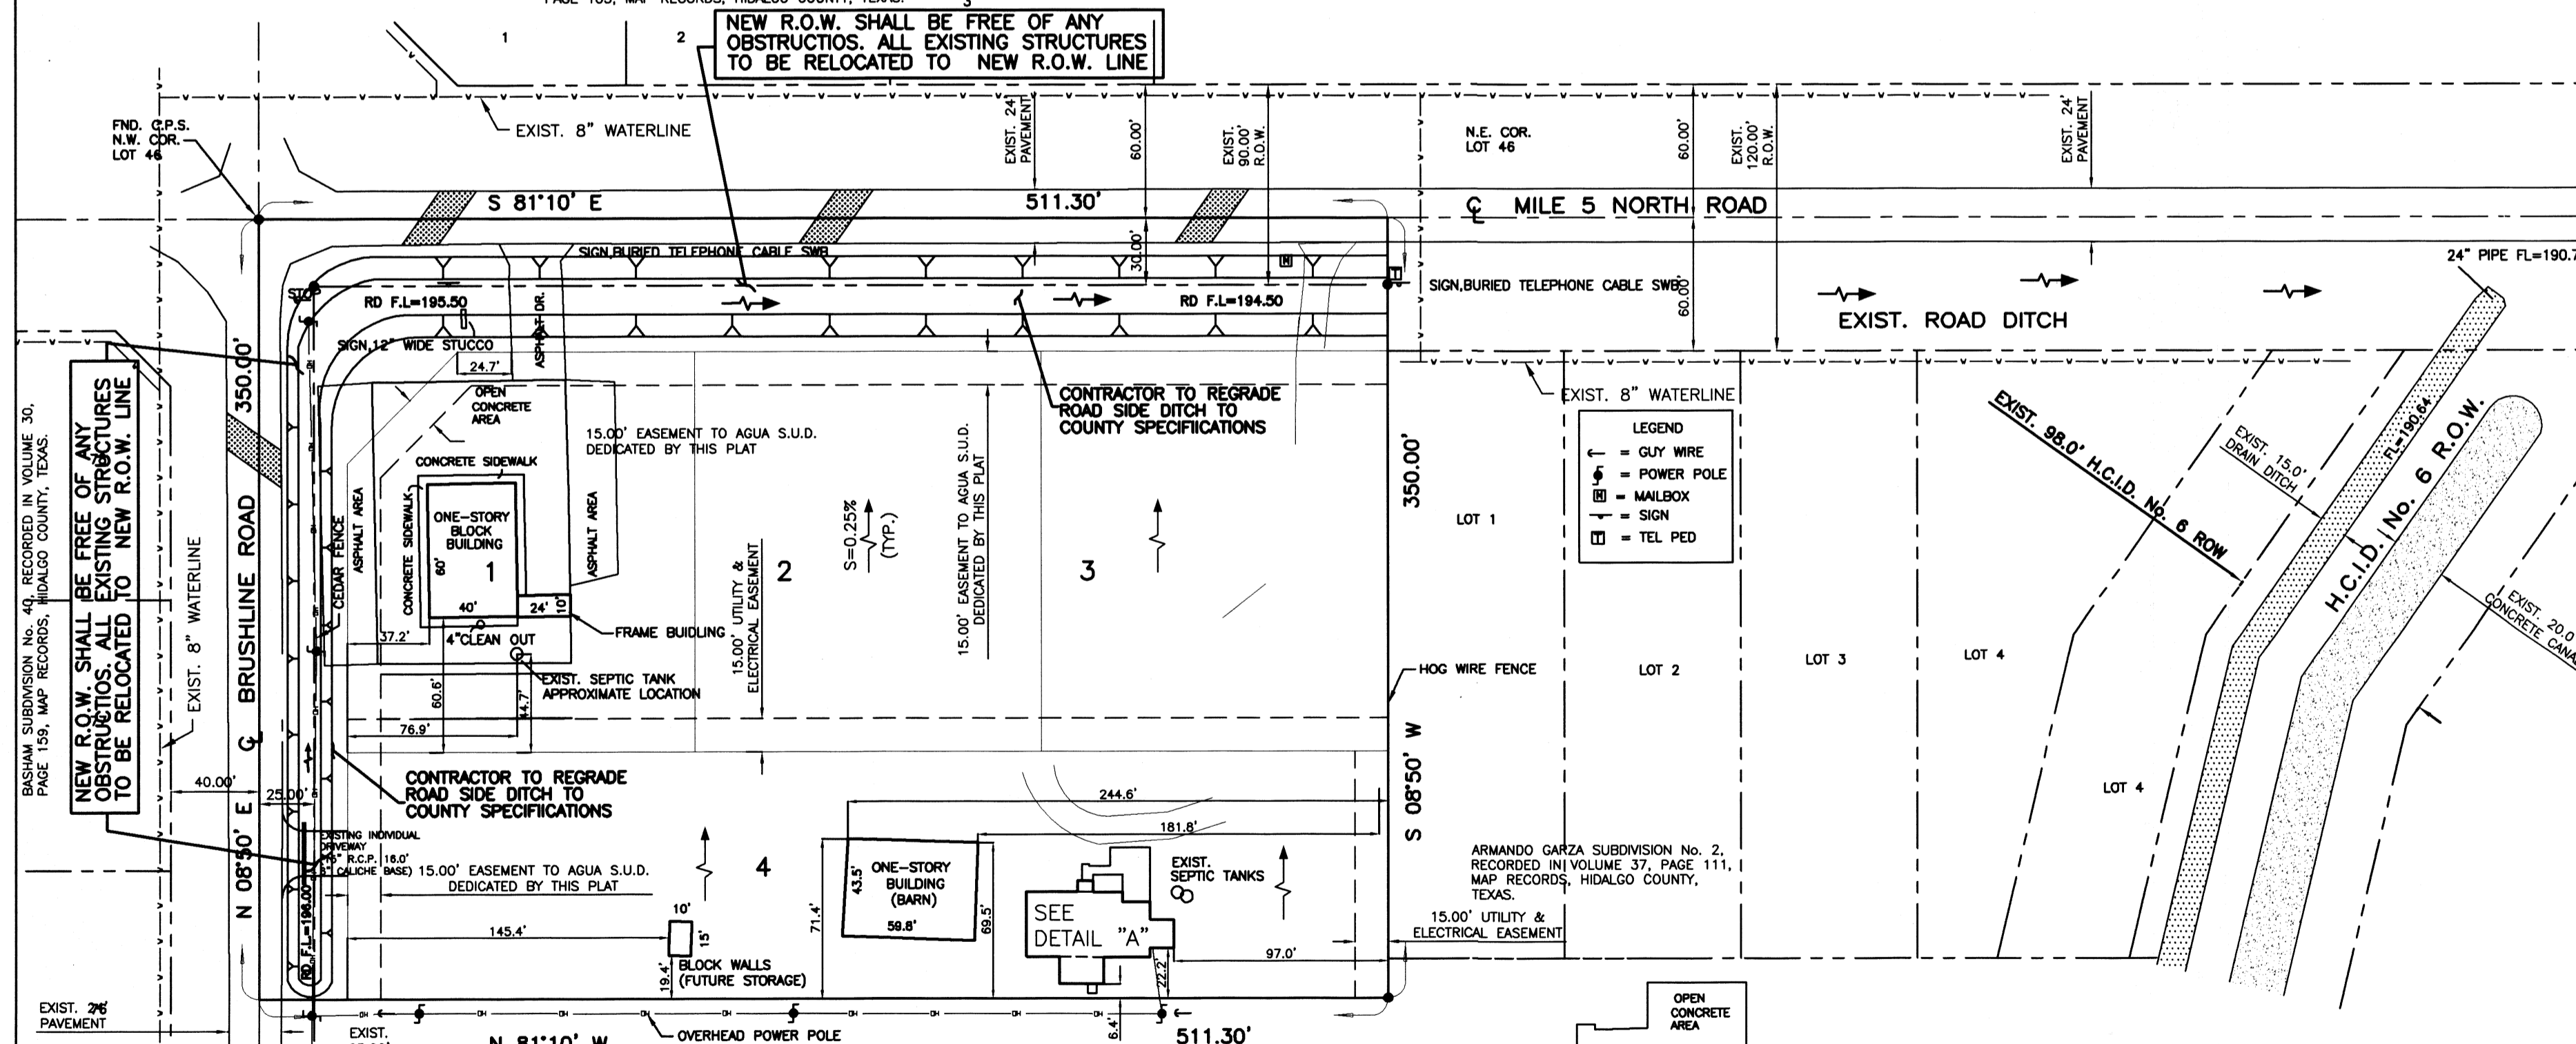 NEW R.O.W. SHALL BE FREE OF ANY
OBSTRUCTIOS. ALL EXISTING STRUCTURES
TO BE RELOCATED TO NEW R.O.W. LINE
1
2
3
EXIST. 8" WATERLINE
FND. C.P.S.
N.W. COR.
LOT 46
EXIST. 24'
PAVEMENT
60.00'
EXIST.
90.00'
R.O.W.
N.E. COR.
LOT 46
60.00'
EXIST.
120.00'
R.O.W.
EXIST. 24'
PAVEMENT
S 81°10' E
511.30'
℄ MILE 5 NORTH ROAD
SIGN,BURIED TELEPHONE CABLE SWB
30.00'
M
T
SIGN,BURIED TELEPHONE CABLE SWB
60.00'
24" PIPE FL=190.7
STOP
RD F.L=195.50
RD F.L=194.50
EXIST. ROAD DITCH
SIGN,12" WIDE STUCCO
ASPHALT DR.
24.7'
OPEN
CONCRETE
AREA
CONTRACTOR TO REGRADE
ROAD SIDE DITCH TO
COUNTY SPECIFIICATIONS
EXIST. 8" WATERLINE
LEGEND
= GUY WIRE
= POWER POLE
M = MAILBOX
= SIGN
T = TEL PED
EXIST. 98.0' H.C.I.D. No. 6 ROW
EXIST. 15.0'
DRAIN DITCH
FL=190.64
H.C.I.D. No. 6 R.O.W.
EXIST. 20.0
CONCRETE
BASHAM SUBDIVISION No. 40, RECORDED IN VOLUME 30,
PAGE 159, MAP RECORDS, HIDALGO COUNTY, TEXAS.
NEW R.O.W. SHALL BE FREE OF ANY
OBSTRUCTIOS. ALL EXISTING STRUCTURES
TO BE RELOCATED TO NEW R.O.W. LINE
EXIST. 8" WATERLINE
350.00'
℄ BRUSHLINE ROAD
N 08°50' E
15.00' EASEMENT TO AGUA S.U.D.
DEDICATED BY THIS PLAT
CONCRETE SIDEWALK
CONCRETE SIDEWALK
ASPHALT AREA
CEDAR FENCE
ONE-STORY
BLOCK
BUILDING
60'
1
40'
24'
10'
ASPHALT AREA
FRAME BUIDLING
37.2'
4"CLEAN OUT
EXIST. SEPTIC TANK
APPROXIMATE LOCATION
60.6'
44.7'
76.9'
15.00' UTILITY &
ELECTRICAL EASEMENT
2
S=0.25%
(TYP.)
15.00' EASEMENT TO AGUA S.U.D.
DEDICATED BY THIS PLAT
3
350.00'
S 08°50' W
LOT 1
LOT 2
LOT 3
LOT 4
LOT 4
HOG WIRE FENCE
40.00'
25.00'
CONTRACTOR TO REGRADE
ROAD SIDE DITCH TO
COUNTY SPECIFIICATIONS
EXISTING INDIVIDUAL
DRIVEWAY
R.C.P. 16.0'
CALICHE BASE)
15.00' EASEMENT TO AGUA S.U.D.
DEDICATED BY THIS PLAT
RD F.L=196.00
4
244.6'
181.8'
ONE-STORY
BUILDING
(BARN)
43.5'
59.8'
71.4'
69.5'
EXIST.
SEPTIC TANKS
SEE
DETAIL "A"
ARMANDO GARZA SUBDIVISION No. 2,
RECORDED IN VOLUME 37, PAGE 111,
MAP RECORDS, HIDALGO COUNTY,
TEXAS.
15.00' UTILITY &
ELECTRICAL EASEMENT
145.4'
10'
15'
19.4'
BLOCK WALLS
(FUTURE STORAGE)
22.2'
97.0'
6.4'
EXIST.
PAVEMENT
EXIST.
N 81°10' W
OVERHEAD POWER POLE
511.30'
OPEN
CONCRETE
AREA